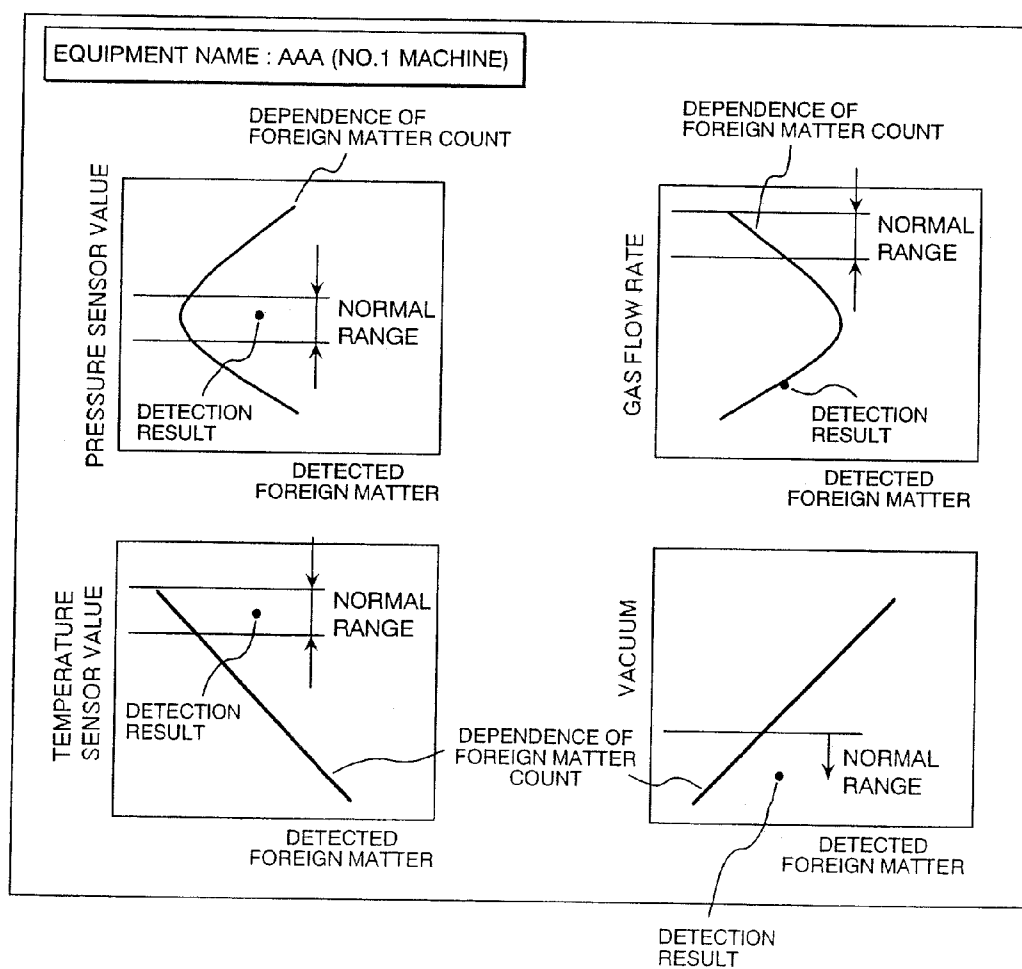 EQUIPMENT NAME : AAA (NO.1 MACHINE)
DEPENDENCE OF
FOREIGN MATTER COUNT
PRESSURE SENSOR VALUE
NORMAL
RANGE
DETECTION
RESULT
DETECTED
FOREIGN MATTER
DEPENDENCE OF
FOREIGN MATTER COUNT
GAS FLOW RATE
NORMAL
RANGE
DETECTION
RESULT
DETECTED
FOREIGN MATTER
TEMPERATURE
SENSOR VALUE
NORMAL
RANGE
DETECTION
RESULT
DETECTED
FOREIGN MATTER
DEPENDENCE OF
FOREIGN MATTER
COUNT
VACUUM
NORMAL
RANGE
DETECTED
FOREIGN MATTER
DETECTION
RESULT